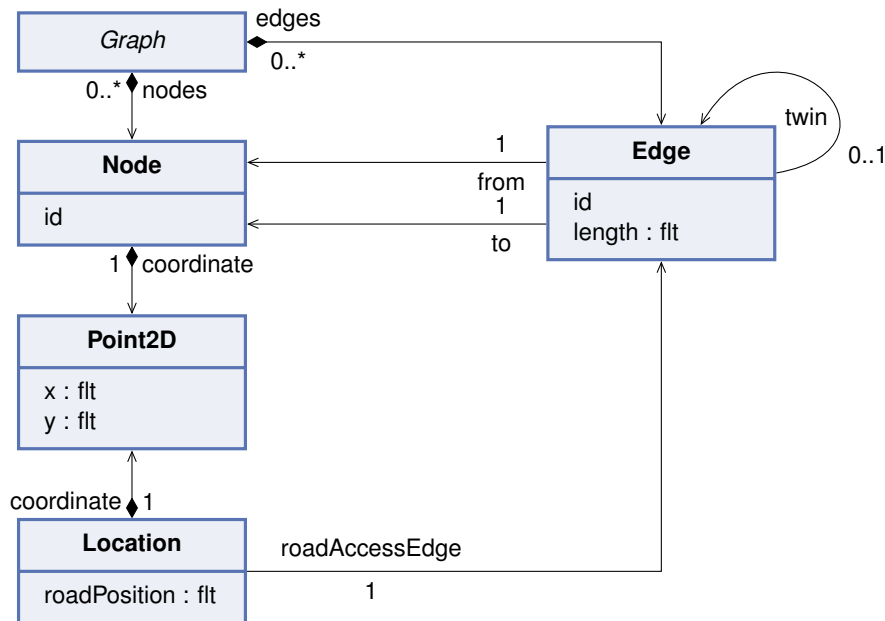 edges
Graph
0..*
0..*
nodes
twin
Node
1
Edge
0..1
from
id
id
1
length : flt
to
1
coordinate
Point2D
x : flt
y : flt
coordinate
1
Location
roadAccessEdge
roadPosition : flt
1